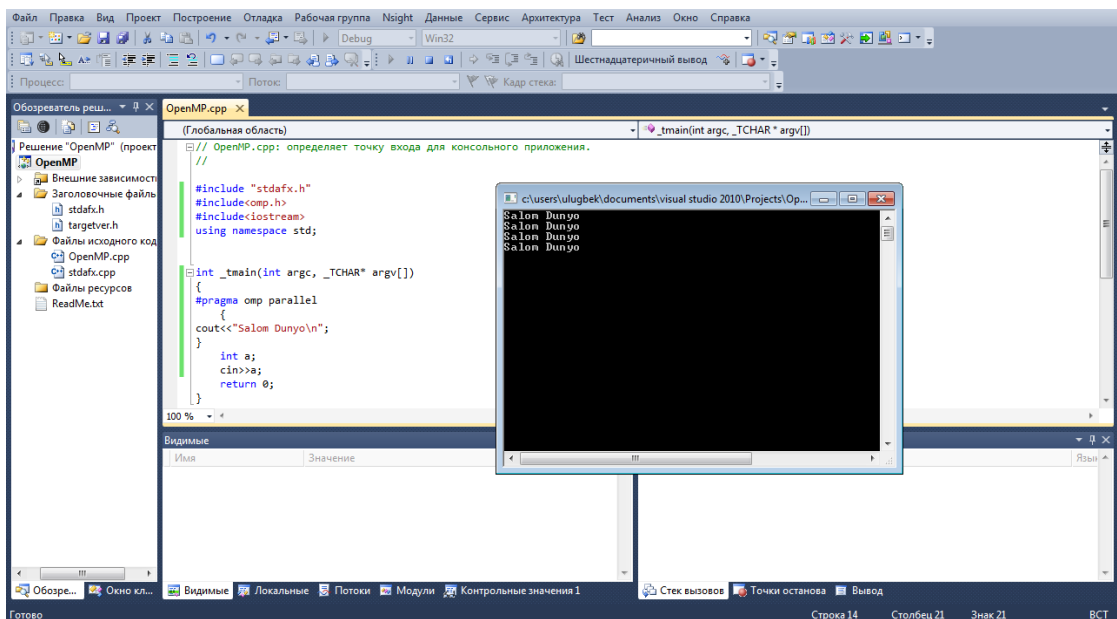 Файл Правка Вид Проект Построение Отладка Рабочая группа Nsight Данные Сервис Архитектура Тест Анализ Окно Справка
Debug Win32
Шестнадцатеричный вывод
Процесс: Поток: Кадр стека:
Обозреватель реш...
Решение "OpenMP" (проект
OpenMP
Внешние зависимости
Заголовочные файль
stdafx.h
targetver.h
Файлы исходного код
OpenMP.cpp
stdafx.cpp
Файлы ресурсов
ReadMe.txt
OpenMP.cpp
(Глобальная область)
_tmain(int argc, _TCHAR * argv[])
// OpenMP.cpp: определяет точку входа для консольного приложения.
//
#include "stdafx.h"
#include<omp.h>
#include<iostream>
using namespace std;
int _tmain(int argc, _TCHAR* argv[])
{
#pragma omp parallel
{
cout<<"Salom Dunyo\n";
}
int a;
cin>>a;
return 0;
}
100 %
c:\users\ulugbek\documents\visual studio 2010\Projects\Op...
Salom Dunyo
Salom Dunyo
Salom Dunyo
Salom Dunyo
Видимые
Имя Значение
Язык
Обозре... Окно кл...
Видимые Локальные Потоки Модули Контрольные значения 1
Стек вызовов Точки останова Вывод
Готово Строка 14 Столбец 21 Знак 21 ВСТ